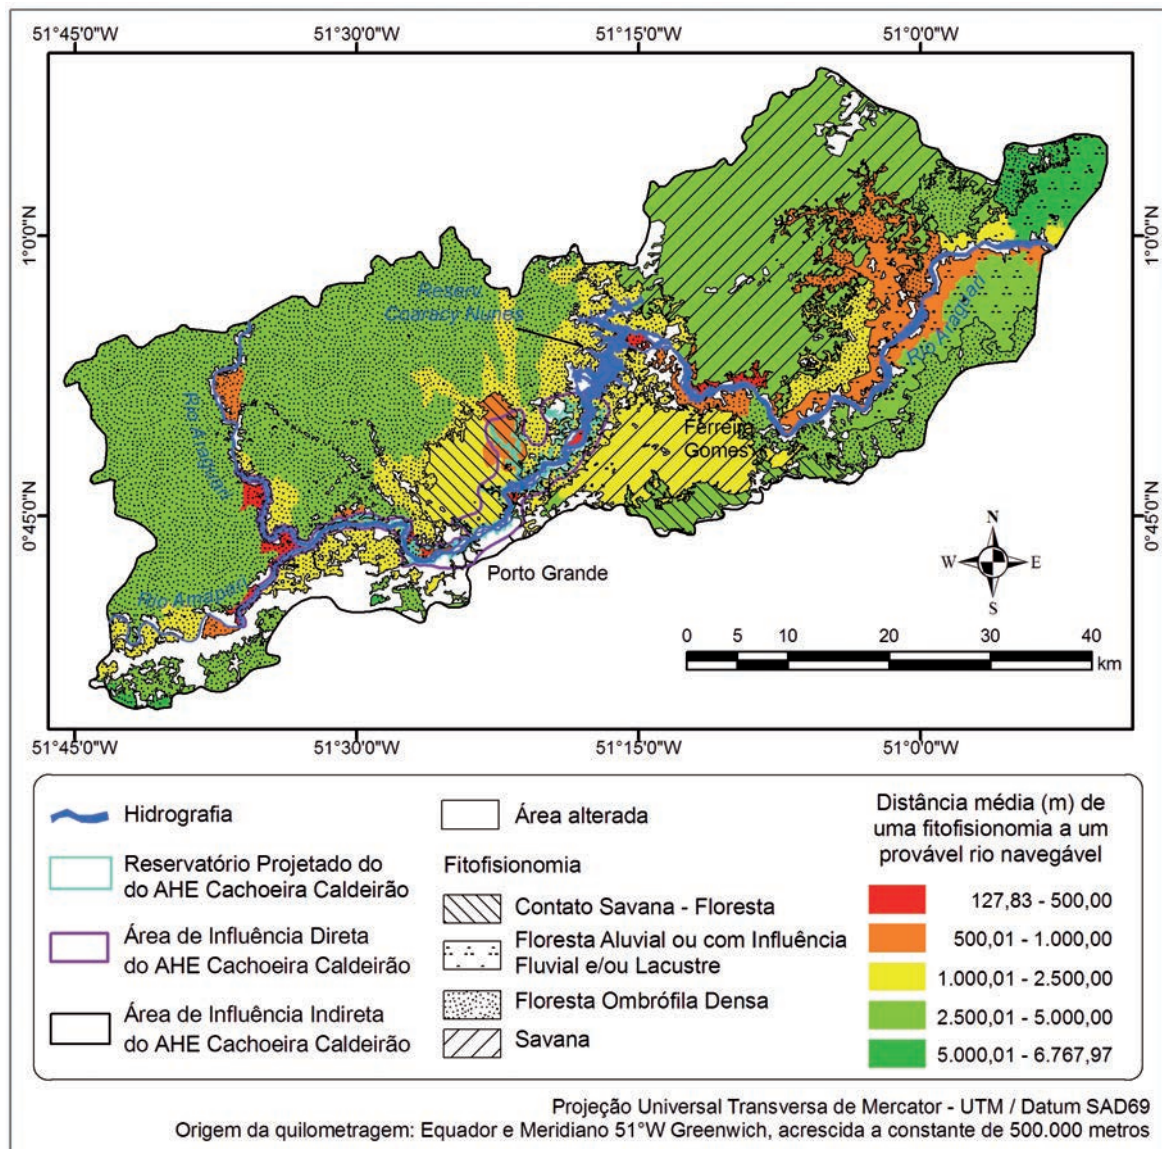 51°45'0"W 51°30'0"W 51°15'0"W 51°0'0"W
1°0'0"N
1°0'0"N
Reserv.
Coaracy Nunes
Rio Araguari
Rio Araguari
Ferreira
Gomes
0°45'0"N
0°45'0"N
Rio Amapari
Porto Grande
N
W E
S
0 5 10 20 30 40
km
51°45'0"W 51°30'0"W 51°15'0"W 51°0'0"W
Hidrografia
Reservatório Projetado do
do AHE Cachoeira Caldeirão
Área de Influência Direta
do AHE Cachoeira Caldeirão
Área de Influência Indireta
do AHE Cachoeira Caldeirão
Área alterada
Fitofisionomia
Contato Savana - Floresta
Floresta Aluvial ou com Influência
Fluvial e/ou Lacustre
Floresta Ombrófila Densa
Savana
Distância média (m) de
uma fitofisionomia a um
provável rio navegável
127,83 - 500,00
500,01 - 1.000,00
1.000,01 - 2.500,00
2.500,01 - 5.000,00
5.000,01 - 6.767,97
Projeção Universal Transversa de Mercator - UTM / Datum SAD69
Origem da quilometragem: Equador e Meridiano 51°W Greenwich, acrescida a constante de 500.000 metros